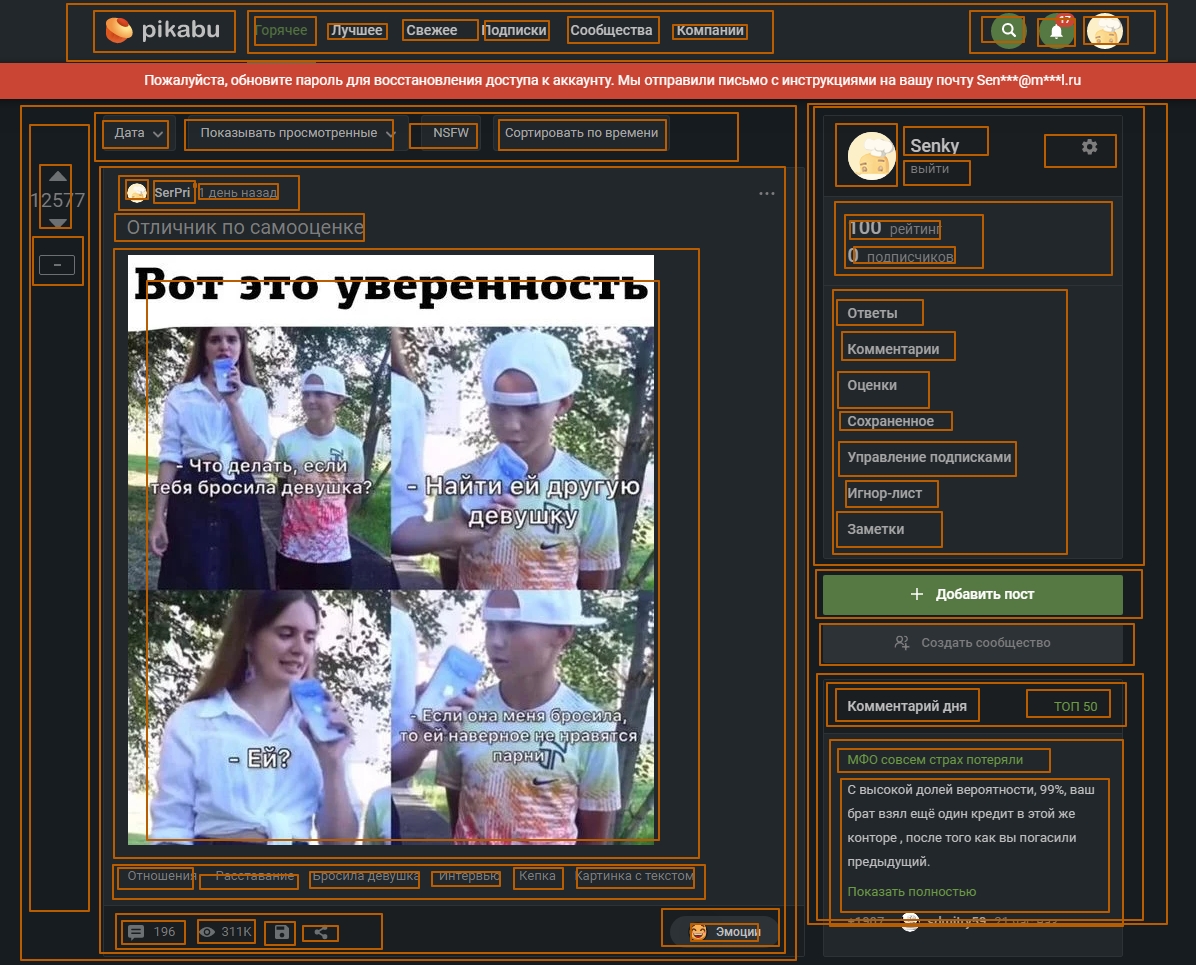 pikabu
Горячее Лучшее Свежее Подписки Сообщества Компании
17
Пожалуйста, обновите пароль для восстановления доступа к аккаунту. Мы отправили письмо с инструкциями на вашу почту Sen***@m***l.ru
Дата Показывать просмотренные NSFW Сортировать по времени
12577
SerPri 1 день назад
Отличник по самооценке
Вот это уверенность
- Что делать, если
тебя бросила девушка?
- Найти ей другую
девушку
- Ей?
- Если она меня бросила,
то ей наверное не нравятся
парни
Отношения Расставание Бросила девушка Интервью Кепка Картинка с текстом
196 311K Эмоции
Senky
выйти
100 рейтинг
0 подписчиков
Ответы
Комментарии
Оценки
Сохраненное
Управление подписками
Игнор-лист
Заметки
+ Добавить пост
Создать сообщество
Комментарий дня ТОП 50
МФО совсем страх потеряли
С высокой долей вероятности, 99%, ваш
брат взял ещё один кредит в этой же
конторе , после того как вы погасили
предыдущий.
Показать полностью